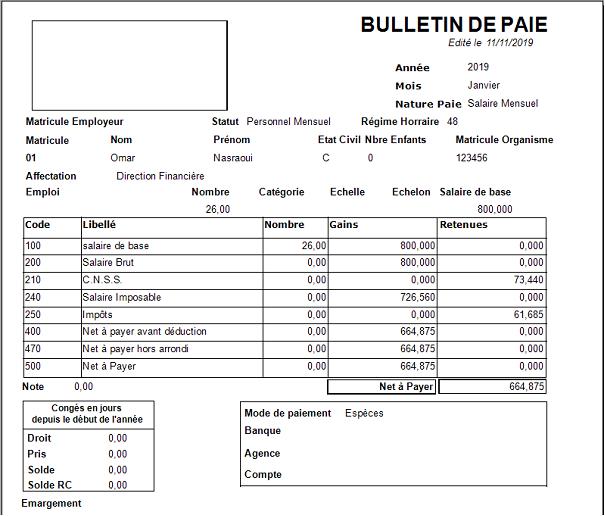 BULLETIN DE PAIE
Edité le 11/11/2019
Année 2019
Mois Janvier
Nature Paie Salaire Mensuel
Matricule Employeur Statut Personnel Mensuel Régime Horraire 48
Matricule Nom Prénom Etat Civil Nbre Enfants Matricule Organisme
01 Omar Nasraoui C 0 123456
Affectation Direction Financière
Emploi Nombre Catégorie Echelle Echelon Salaire de base
26,00 800,000
Code Libellé Nombre Gains Retenues
100 salaire de base 26,00 800,000 0,000
200 Salaire Brut 0,00 800,000 0,000
210 C.N.S.S. 0,00 0,000 73,440
240 Salaire Imposable 0,00 726,560 0,000
250 Impôts 0,00 0,000 61,685
400 Net à payer avant déduction 0,00 664,875 0,000
470 Net à payer hors arrondi 0,00 664,875 0,000
500 Net à Payer 0,00 664,875 0,000
Note 0,00 Net à Payer 664,875
Congès en jours
depuis le début de l'année
Droit 0,00
Pris 0,00
Solde 0,00
Solde RC 0,00
Mode de paiement Espèces
Banque
Agence
Compte
Emargement